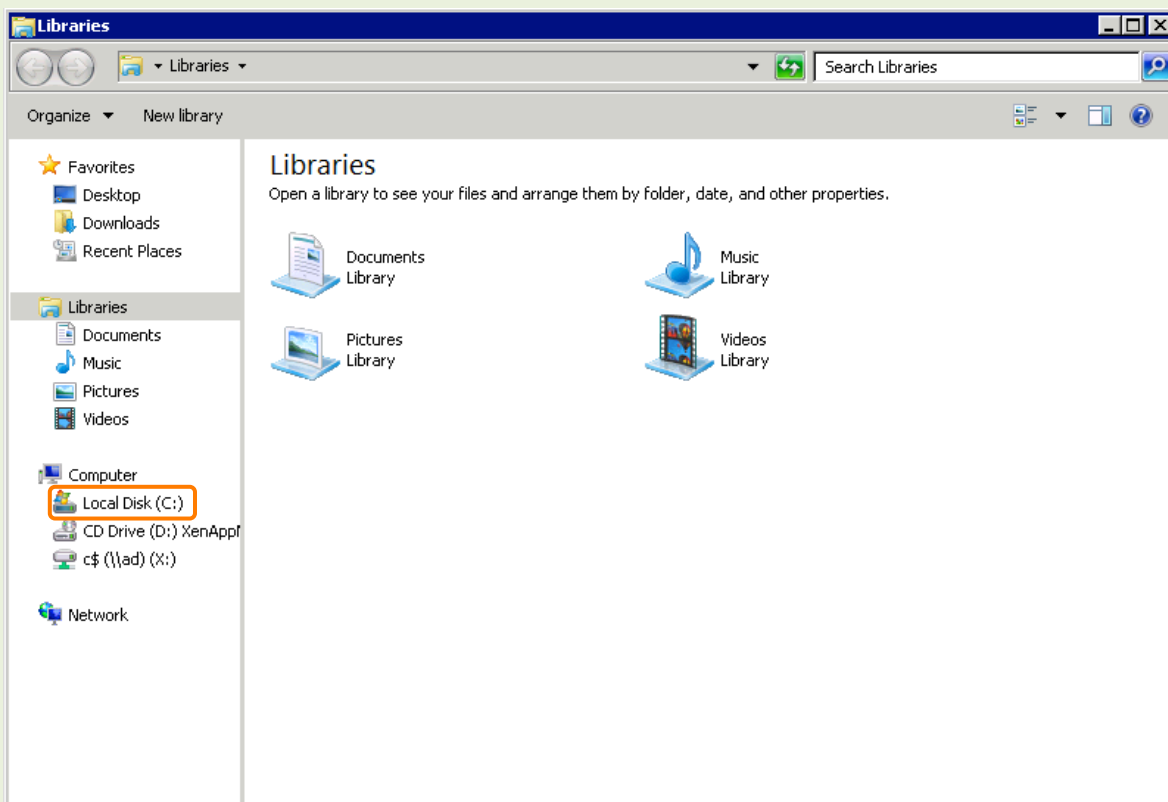 Libraries
Libraries
Search Libraries
Organize
New library
Favorites
Desktop
Downloads
Recent Places
Libraries
Documents
Music
Pictures
Videos
Computer
Local Disk (C:)
CD Drive (D:)
c$ (\\ad) (X:)
Network
Libraries
Open a library to see your files and arrange them by folder, date, and other properties.
Documents
Library
Music
Library
Pictures
Library
Videos
Library